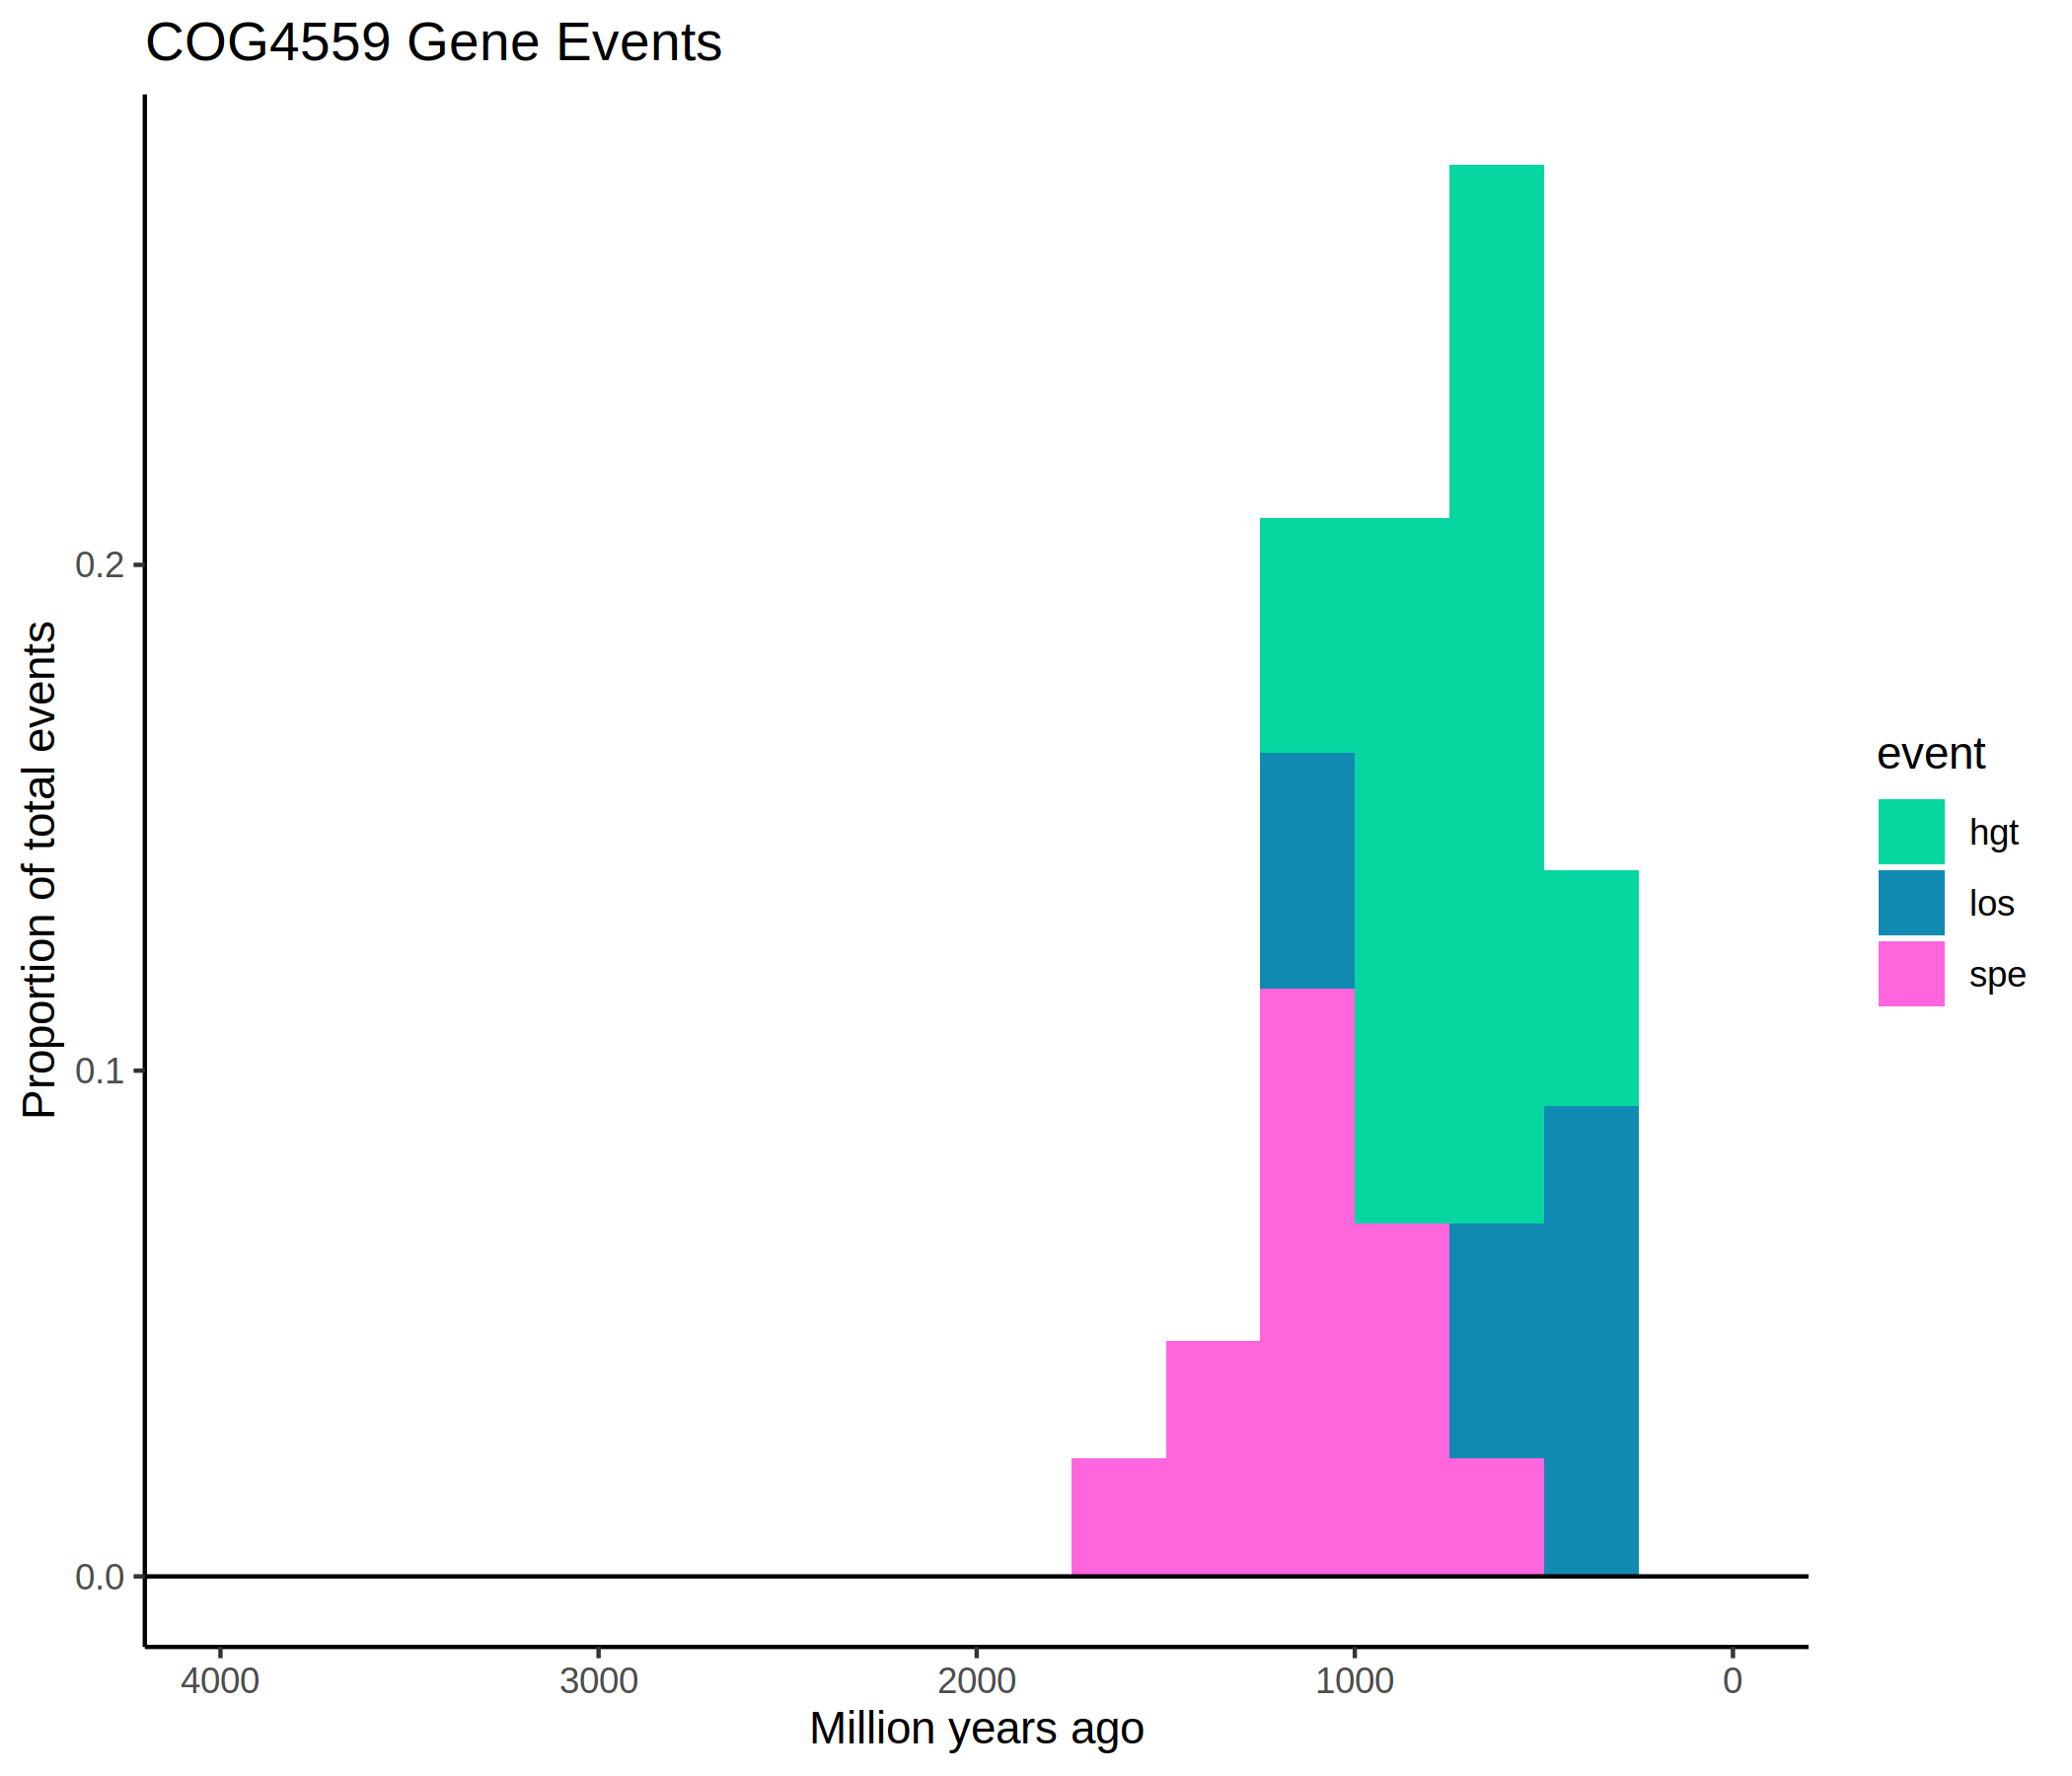 COG4559 Gene Events
Proportion of total events
0.2
0.1
0.0
4000 3000 2000 1000 0
Million years ago
event
hgt
los
spe